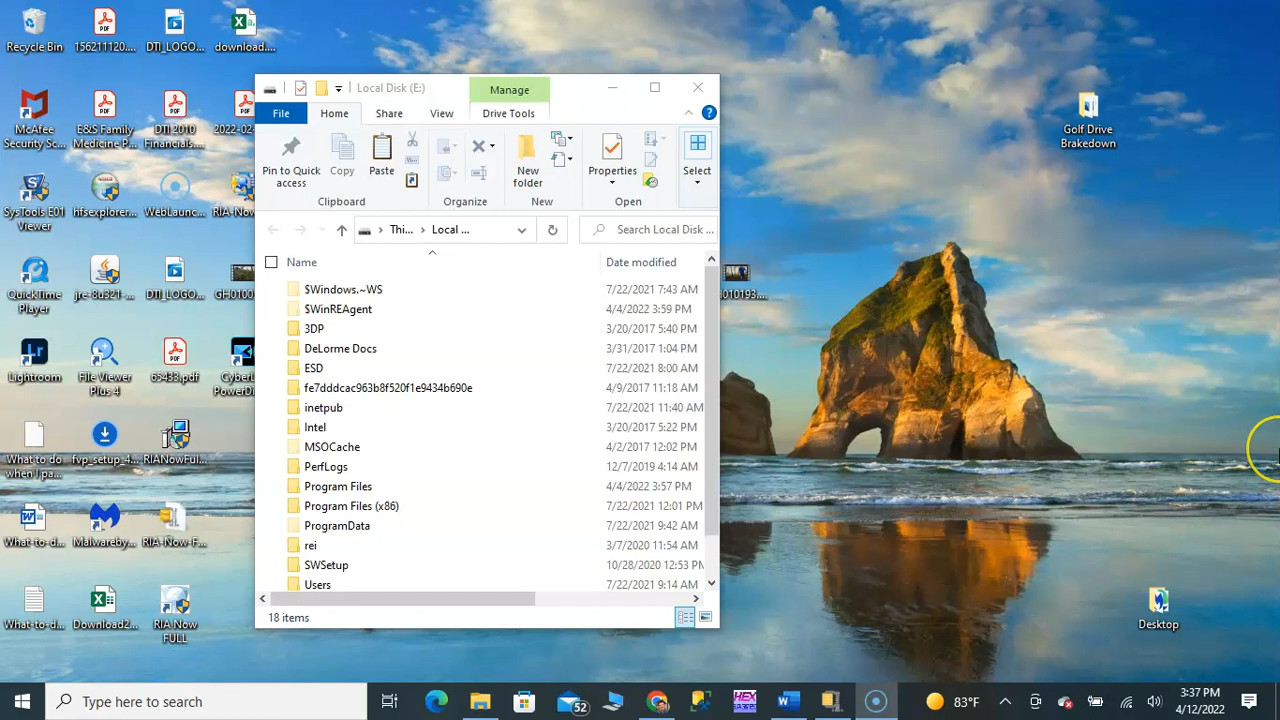 Recycle Bin
156211120....
DTI_LOGO...
download....
McAfee
Security Sc...
E&S Family
Medicine P...
DTI 2010
Financials....
2022-02-
SysTools E01
Viewer
hfsexplorer...
WebLaunc...
RIA-Now
QuickTime
Player
jre-8u321-...
DTI_LOGO...
GH0100
Lightroom
File Viewer
Plus 4
65433.pdf
CyberL
PowerDi
What to do
when I pa...
fvp_setup_4...
RIANowFul...
What-to-d...
Malwareby...
RIA-Now-F...
What-to-d...
Download2...
RIA Now
FULL
Local Disk (E:)
Manage
File
Home
Share
View
Drive Tools
Pin to Quick
access
Copy
Paste
New
folder
Properties
Select
Clipboard
Organize
New
Open
Thi...
Local ...
Search Local Disk ...
Name
Date modified
$Windows.~WS 7/22/2021 7:43 AM
$WinREAgent 4/4/2022 3:59 PM
3DP 3/20/2017 5:40 PM
DeLorme Docs 3/31/2017 1:04 PM
ESD 7/22/2021 8:00 AM
fe7dddcac963b8f520f1e9434b690e 4/9/2017 11:18 AM
inetpub 7/22/2021 11:40 AM
Intel 3/20/2017 5:22 PM
MSOCache 4/2/2017 12:02 PM
PerfLogs 12/7/2019 4:14 AM
Program Files 4/4/2022 3:57 PM
Program Files (x86) 7/22/2021 12:01 PM
ProgramData 7/22/2021 9:42 AM
rei 3/7/2020 11:54 AM
SWSetup 10/28/2020 12:53 PM
Users 7/22/2021 9:14 AM
18 items
Golf Drive
Brakedown
Desktop
Type here to search
52
HEX
83°F
3:37 PM
4/12/2022